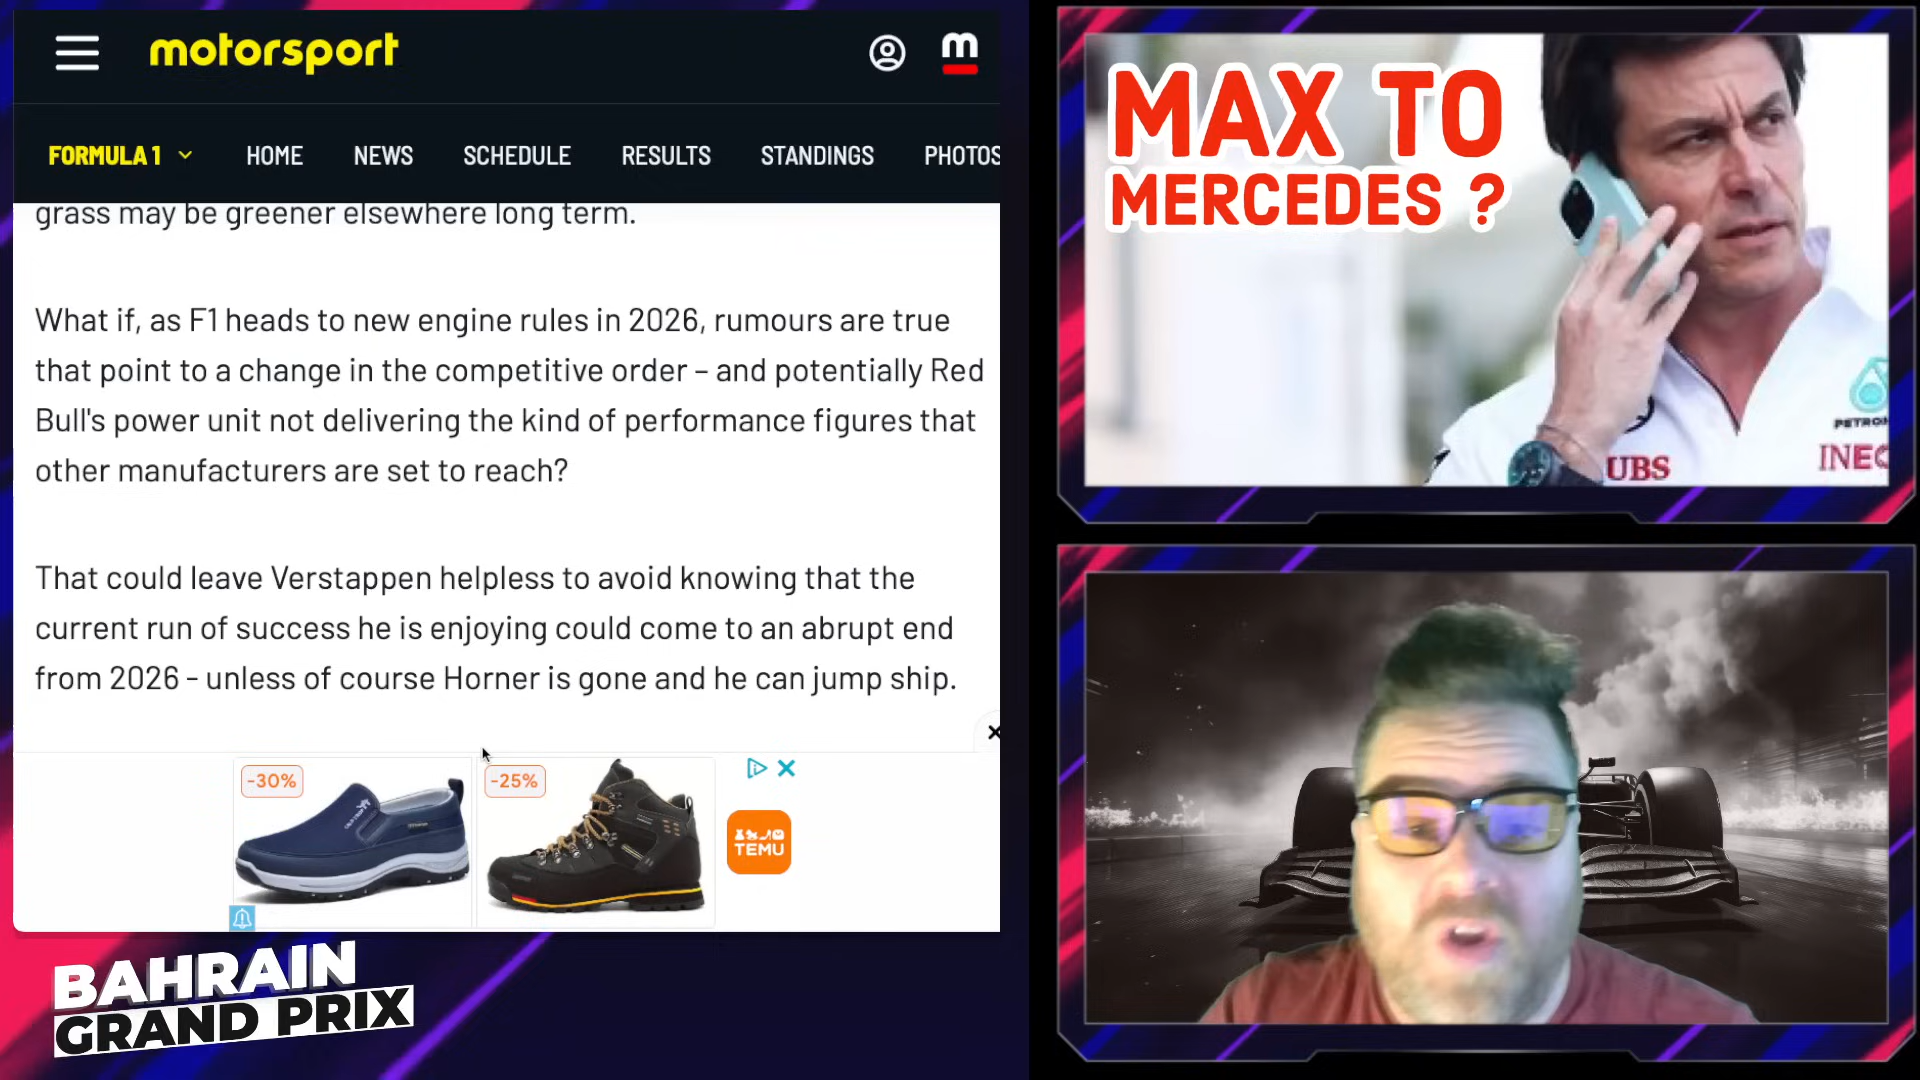 motorsport
m
FORMULA 1
HOME
NEWS
SCHEDULE
RESULTS
STANDINGS
PHOTOS
grass may be greener elsewhere long term.
What if, as F1 heads to new engine rules in 2026, rumours are true
that point to a change in the competitive order – and potentially Red
Bull's power unit not delivering the kind of performance figures that
other manufacturers are set to reach?
That could leave Verstappen helpless to avoid knowing that the
current run of success he is enjoying could come to an abrupt end
from 2026 - unless of course Horner is gone and he can jump ship.
-30%
-25%
TEMU
BAHRAIN
GRAND PRIX
MAX TO
MERCEDES ?
PETRON
UBS
INEO